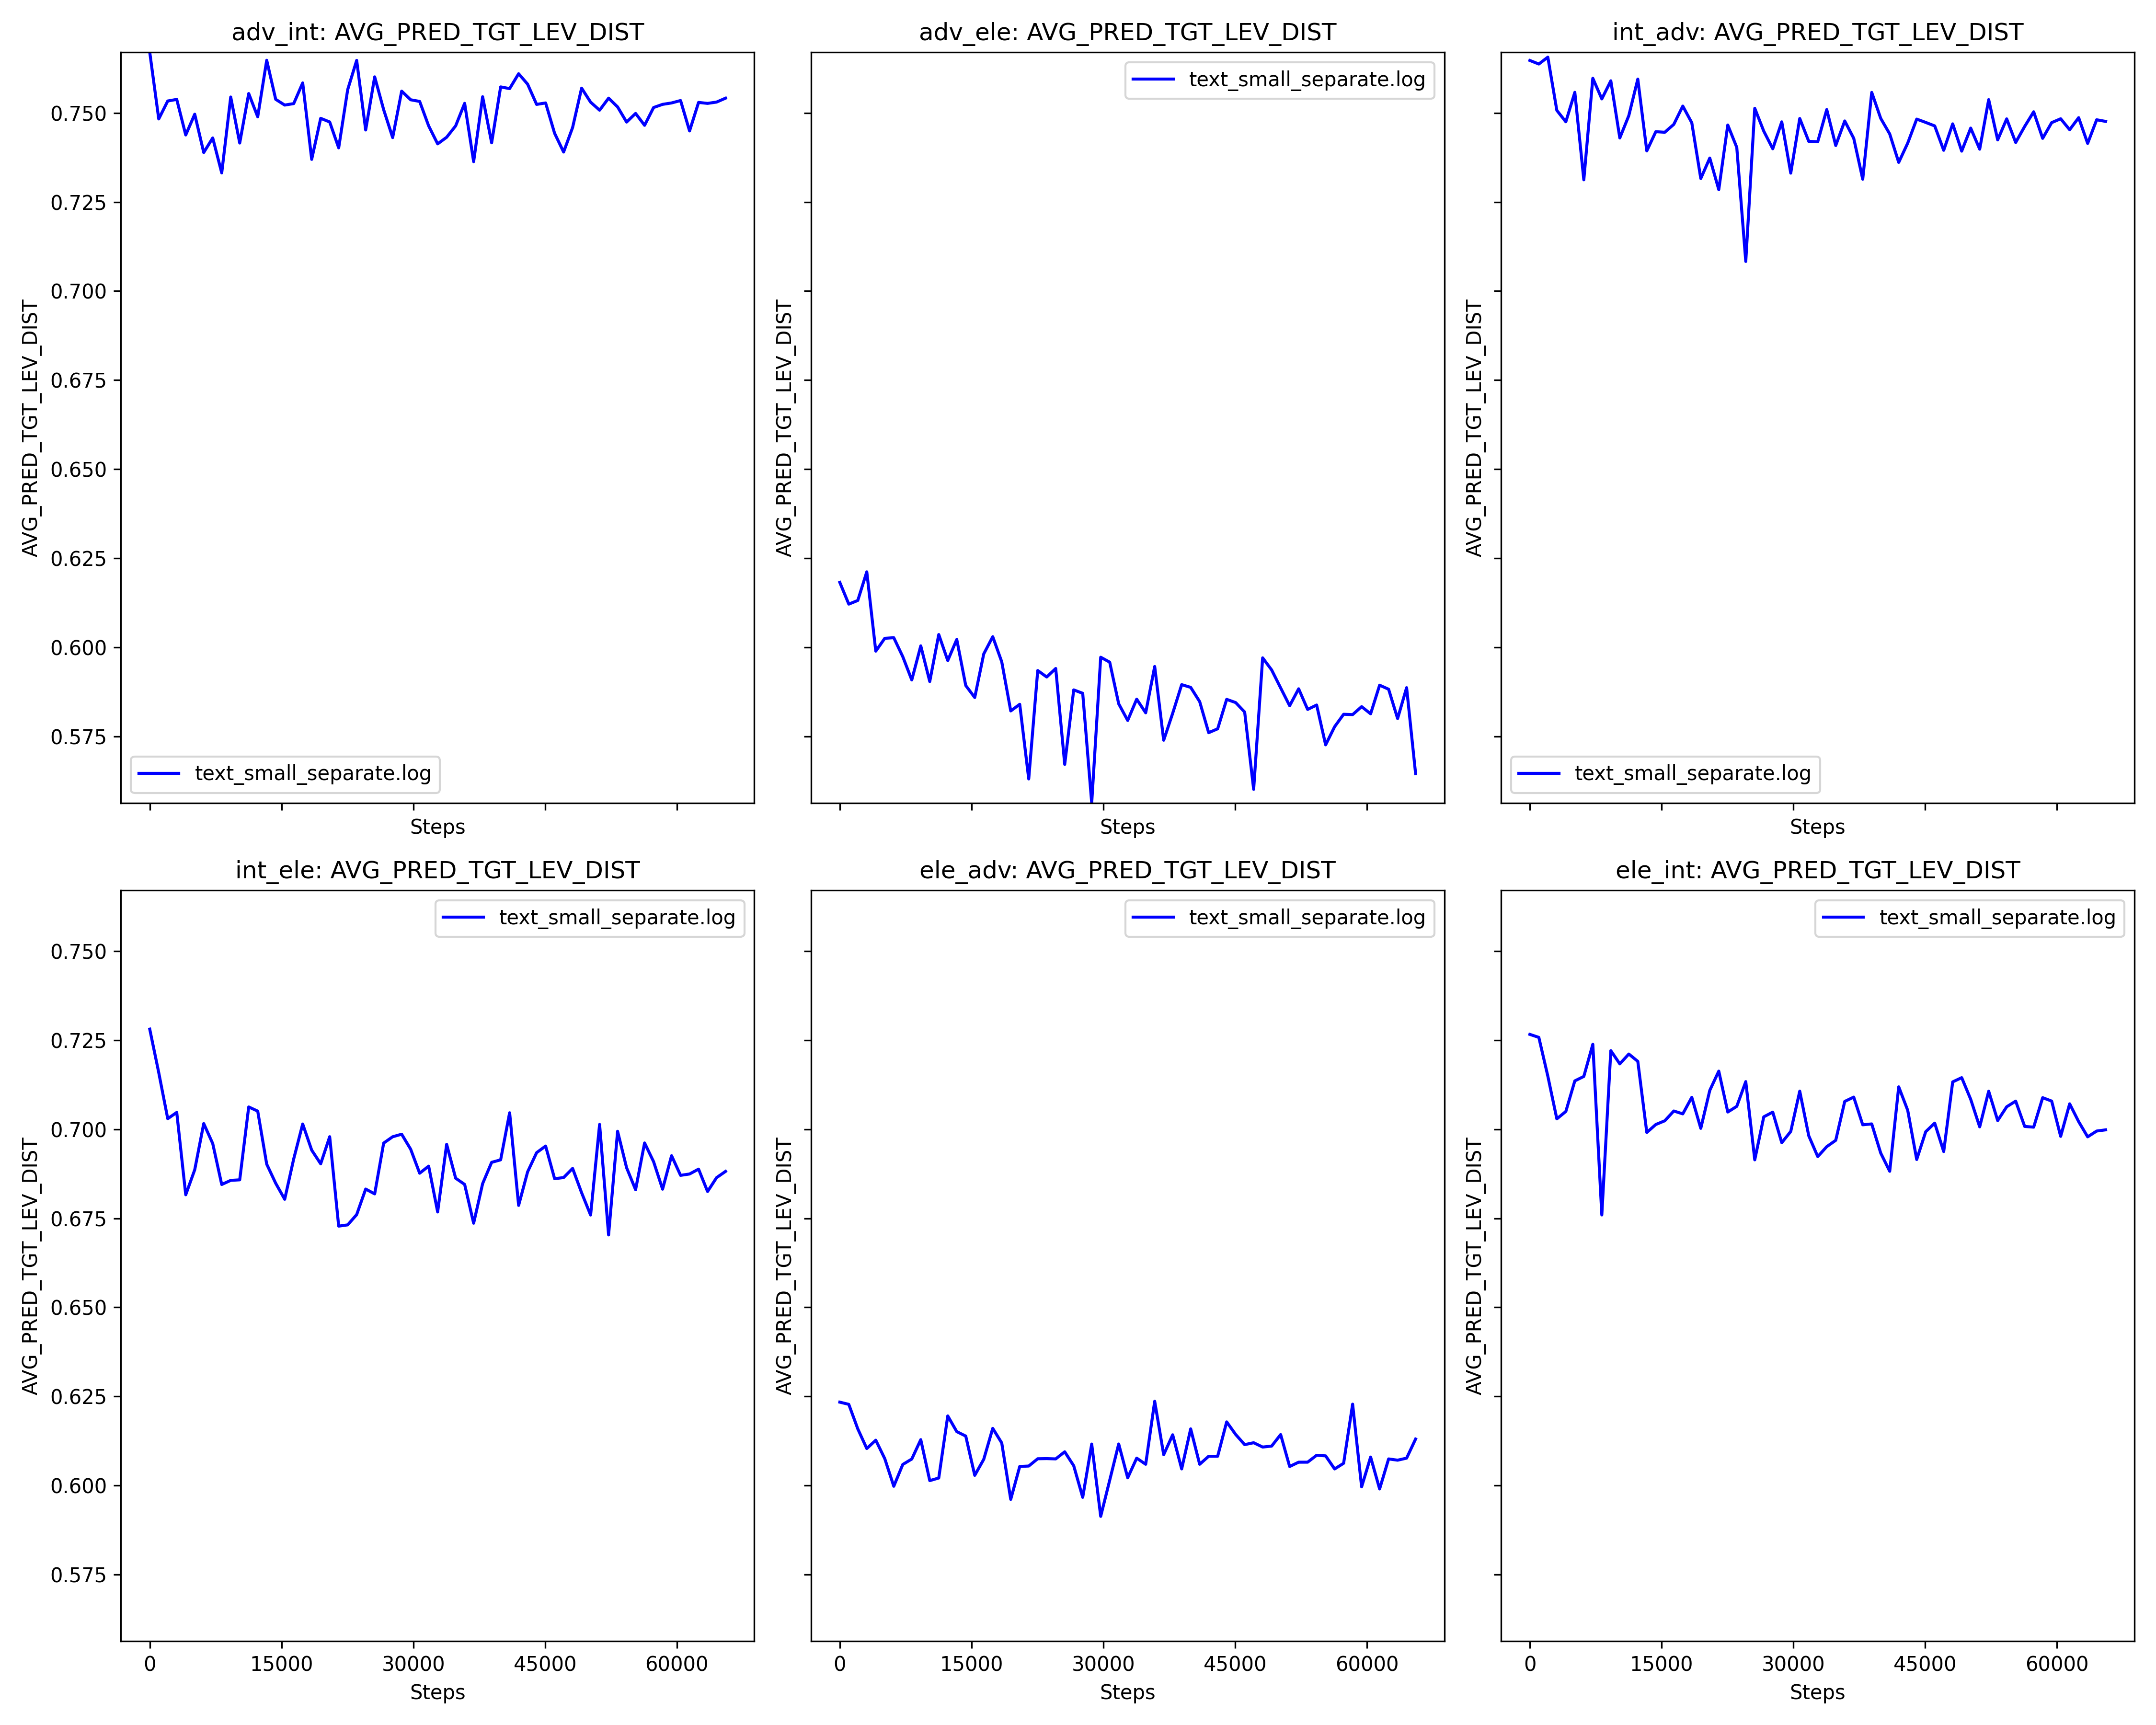 adv_int: AVG_PRED_TGT_LEV_DIST
AVG_PRED_TGT_LEV_DIST
0.750
0.725
0.700
0.675
0.650
0.625
0.600
0.575
text_small_separate.log
Steps
adv_ele: AVG_PRED_TGT_LEV_DIST
AVG_PRED_TGT_LEV_DIST
text_small_separate.log
Steps
int_adv: AVG_PRED_TGT_LEV_DIST
AVG_PRED_TGT_LEV_DIST
text_small_separate.log
Steps
int_ele: AVG_PRED_TGT_LEV_DIST
AVG_PRED_TGT_LEV_DIST
text_small_separate.log
0.750
0.725
0.700
0.675
0.650
0.625
0.600
0.575
0 15000 30000 45000 60000
Steps
ele_adv: AVG_PRED_TGT_LEV_DIST
AVG_PRED_TGT_LEV_DIST
text_small_separate.log
0 15000 30000 45000 60000
Steps
ele_int: AVG_PRED_TGT_LEV_DIST
AVG_PRED_TGT_LEV_DIST
text_small_separate.log
0 15000 30000 45000 60000
Steps